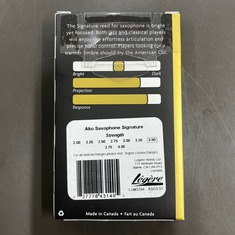 The Signature reed for saxophone is bright
yet focused. Both jazz and classical players
will enjoy the effortless articulation and
precise tonal control. Players looking for a
warmer timbre should try the American Cut.
Bright Dark
Projection
Response
Alto Saxophone Signature
Strength
2.00 2.25 2.50 2.75 3.00 3.25 3.50
3.75 4.00
Légère
Made in Canada • Fait au Canada